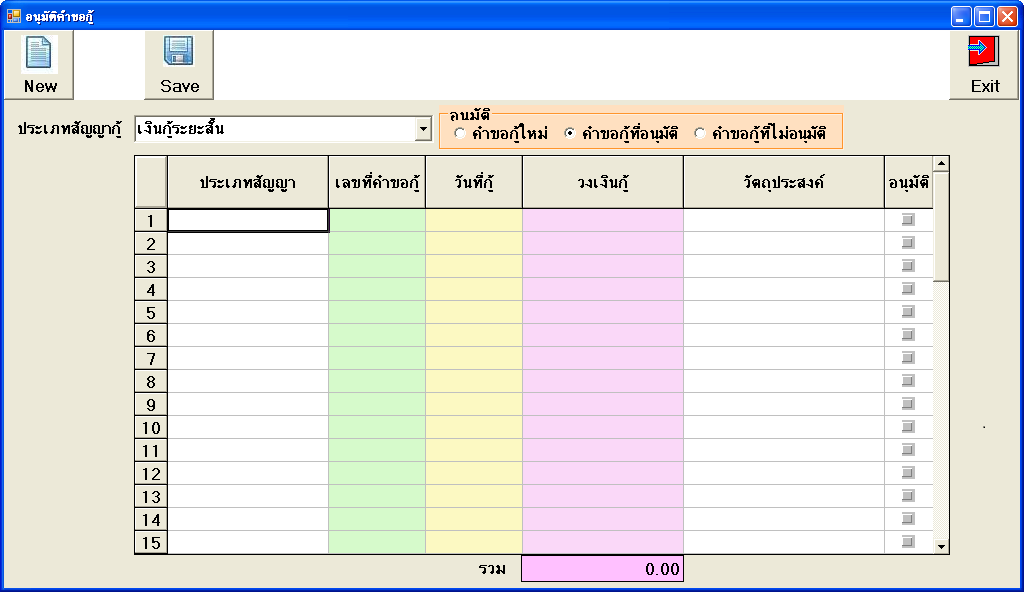 อนุมัติคำขอกู้
New Save Exit
อนุมัติ
ประเภทสัญญากู้ เงินกู้ระยะสั้น คำขอกู้ใหม่ คำขอกู้ที่อนุมัติ คำขอกู้ที่ไม่อนุมัติ
ประเภทสัญญา เลขที่คำขอกู้ วันที่กู้ วงเงินกู้ วัตถุประสงค์ อนุมัติ
1
2
3
4
5
6
7
8
9
10
11
12
13
14
15
รวม 0.00